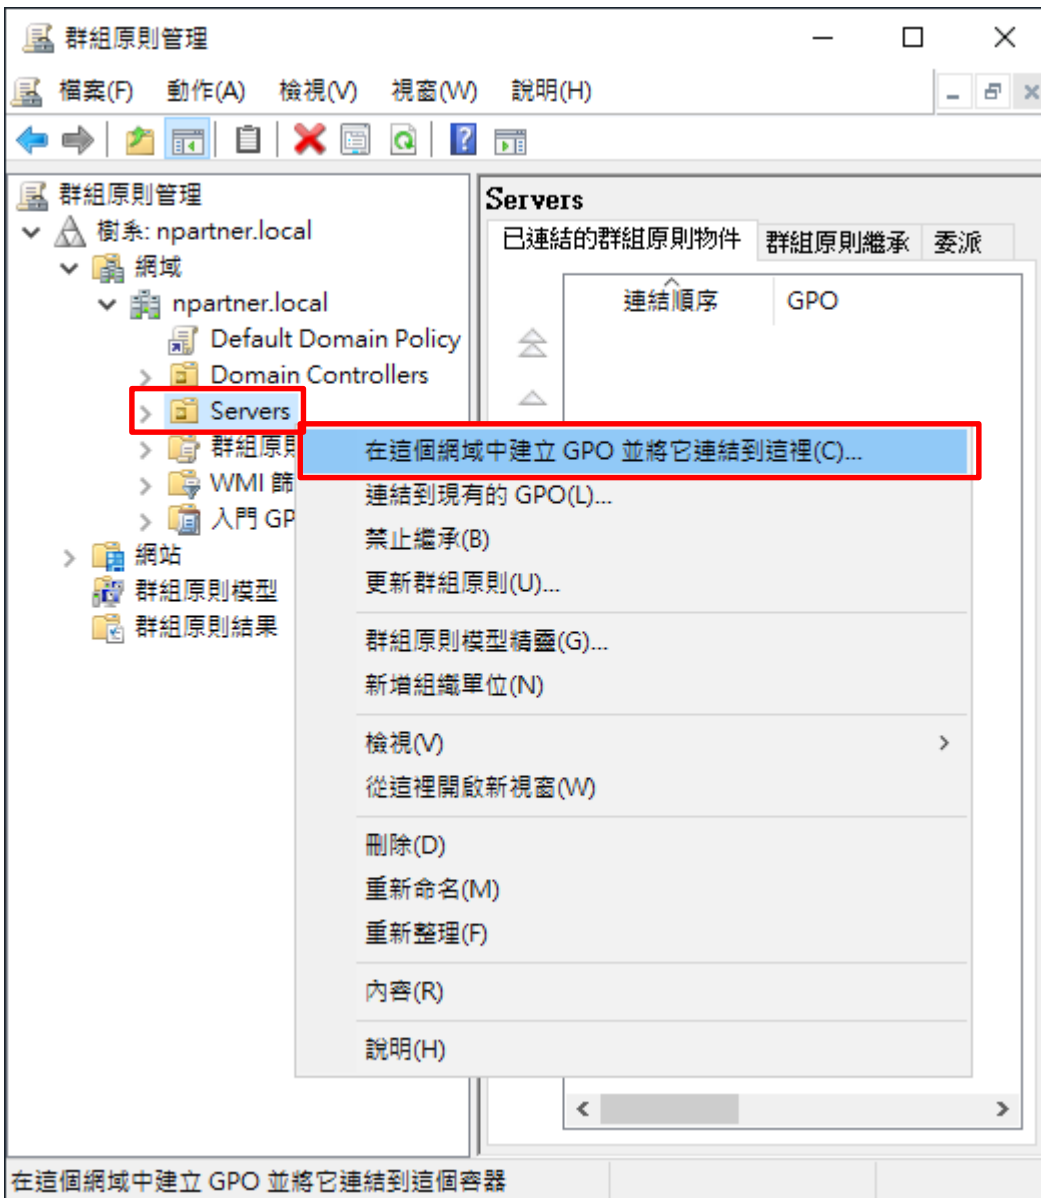 群組原則管理
檔案(F) 動作(A) 檢視(V) 視窗(W) 說明(H)
群組原則管理
樹系: npartner.local
網域
npartner.local
Default Domain Policy
Domain Controllers
Servers
群組原則
WMI 篩
入門 GP
網站
群組原則模型
群組原則結果
Servers
已連結的群組原則物件 群組原則繼承 委派
連結順序 GPO
在這個網域中建立 GPO 並將它連結到這裡(C)...
連結到現有的 GPO(L)...
禁止繼承(B)
更新群組原則(U)...
群組原則模型精靈(G)...
新增組織單位(N)
檢視(V)
從這裡開啟新視窗(W)
刪除(D)
重新命名(M)
重新整理(F)
內容(R)
說明(H)
在這個網域中建立 GPO 並將它連結到這個容器